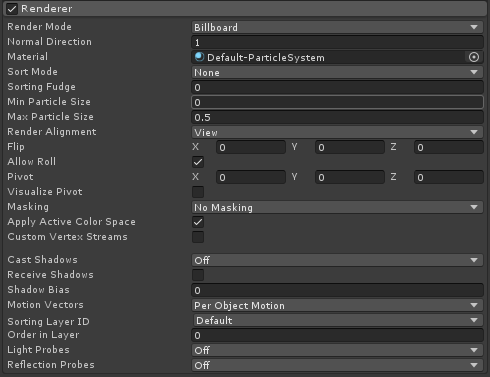 Renderer
Render Mode Billboard
Normal Direction 1
Material Default-ParticleSystem
Sort Mode None
Sorting Fudge 0
Min Particle Size 0
Max Particle Size 0.5
Render Alignment View
Flip X 0 Y 0 Z 0
Allow Roll
Pivot X 0 Y 0 Z 0
Visualize Pivot
Masking No Masking
Apply Active Color Space
Custom Vertex Streams
Cast Shadows Off
Receive Shadows
Shadow Bias 0
Motion Vectors Per Object Motion
Sorting Layer ID Default
Order in Layer 0
Light Probes Off
Reflection Probes Off